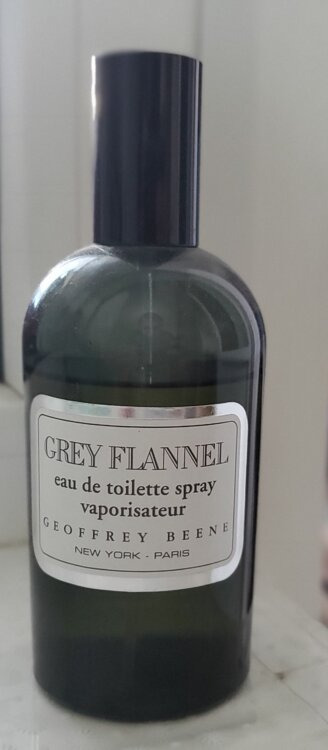 GREY FLANNEL
eau de toilette spray
vaporisateur
GEOFFREY BEENE
NEW YORK - PARIS